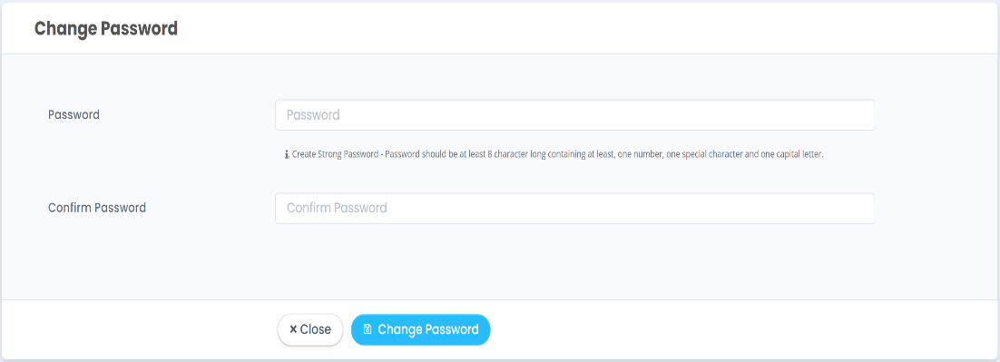 Change Password
Password
Password
Create Strong Password - Password should be at least 8 character long containing at least, one number, one special character and one capital letter.
Confirm Password
Confirm Password
Close
Change Password